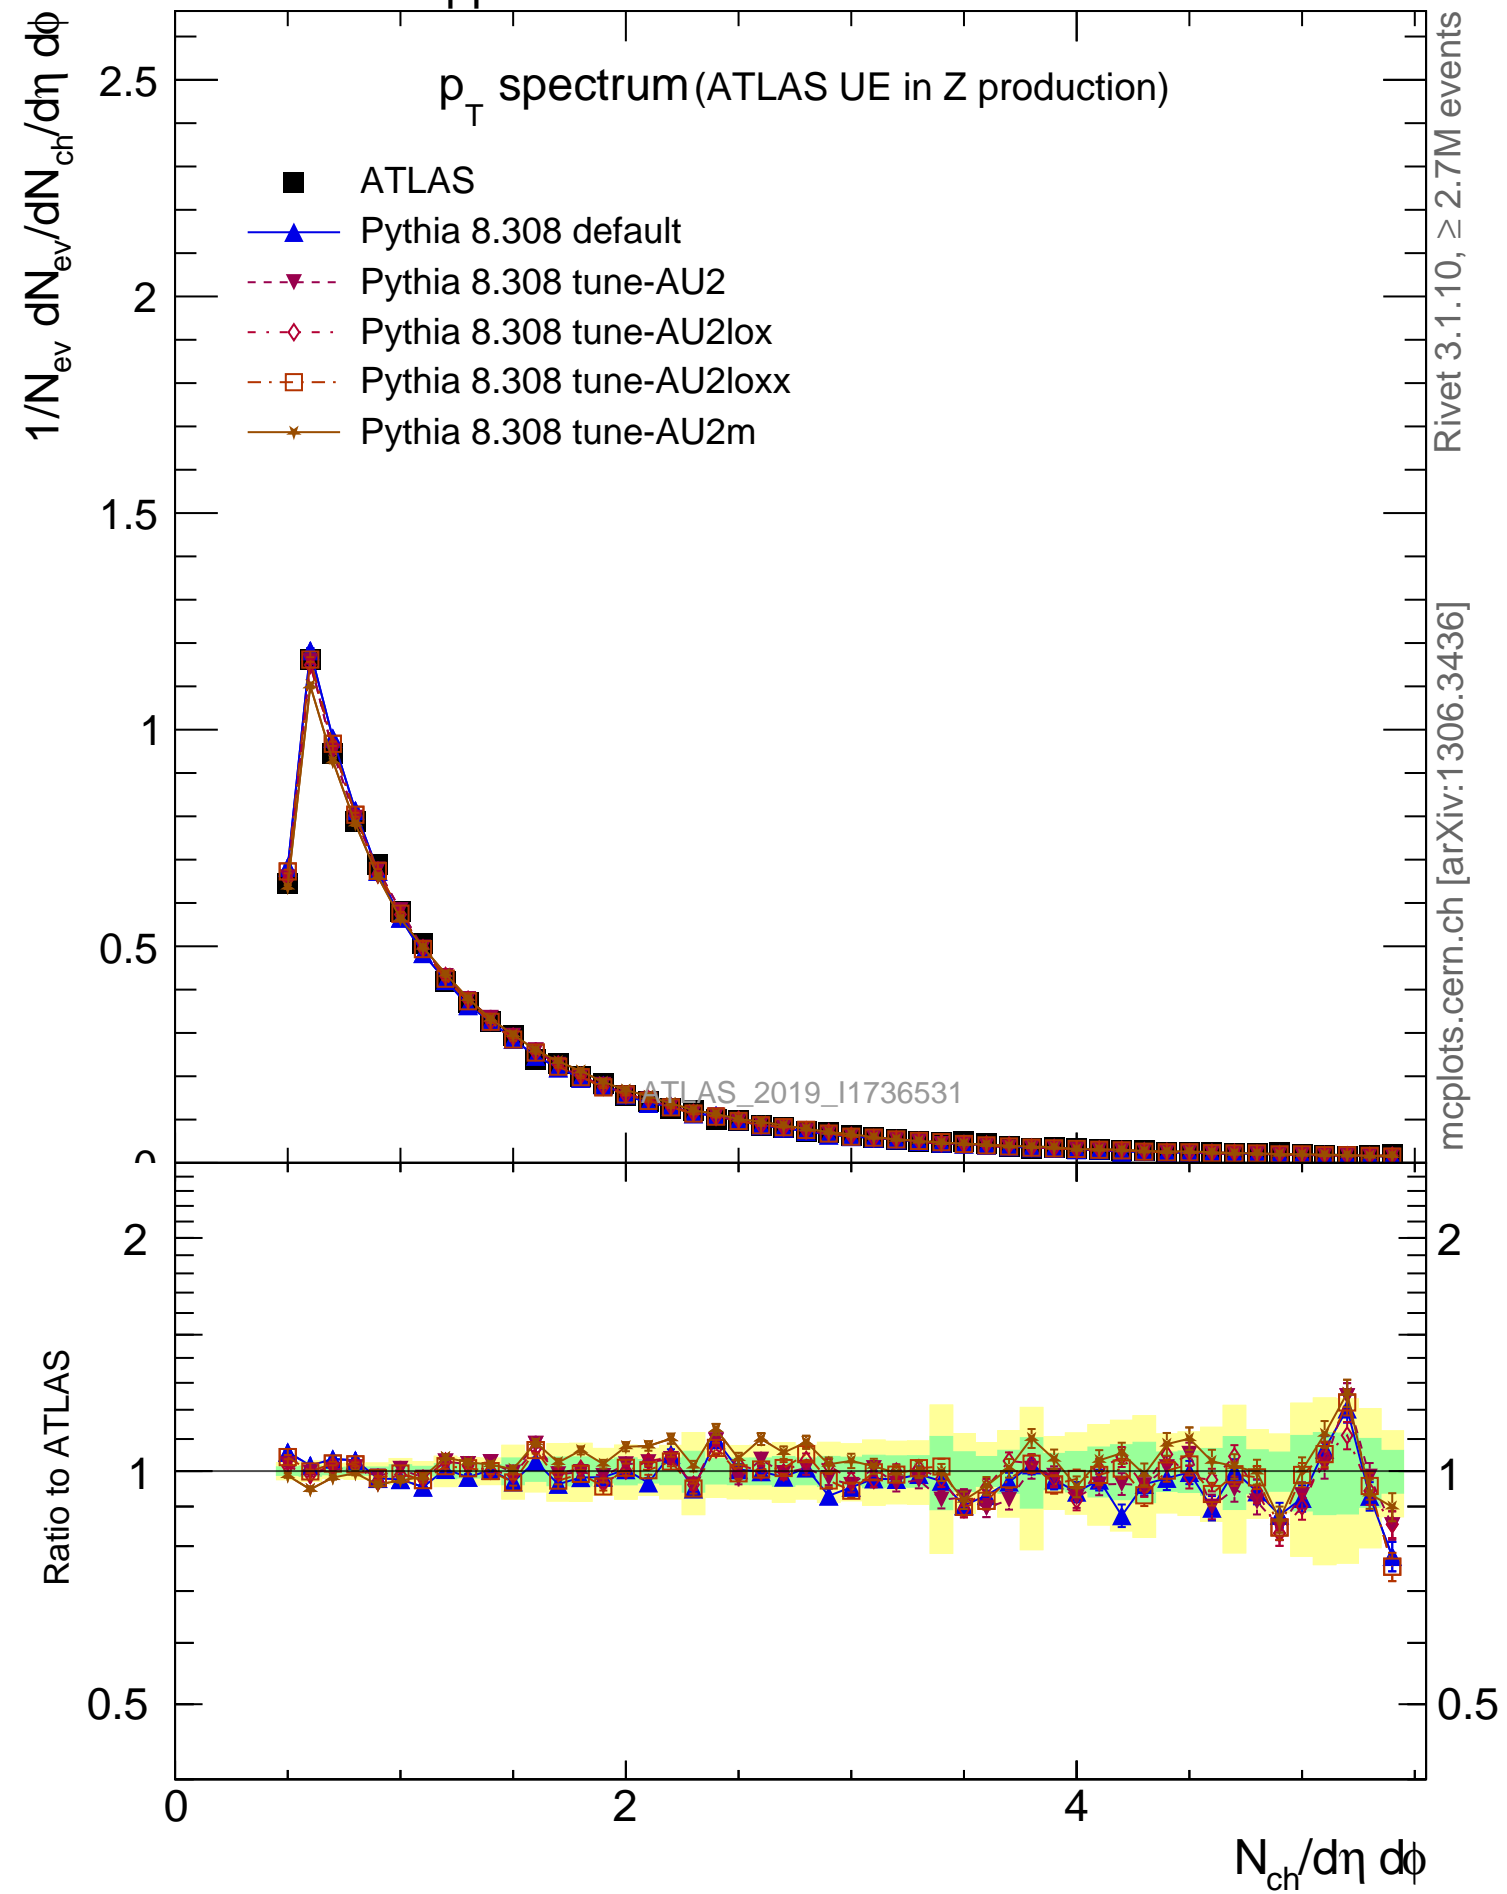 1/N_ev dN_ev/dN_ch/dη dϕ
p_T spectrum (ATLAS UE in Z production)
ATLAS
Pythia 8.308 default
Pythia 8.308 tune-AU2
Pythia 8.308 tune-AU2lox
Pythia 8.308 tune-AU2loxx
Pythia 8.308 tune-AU2m
2.5
2
1.5
1
0.5
0
ATLAS_2019_I1736531
Rivet 3.1.10, ≥ 2.7M events
mcplots.cern.ch [arXiv:1306.3436]
Ratio to ATLAS
2
1
0.5
2
1
0.5
0 2 4
N_ch/dη dϕ